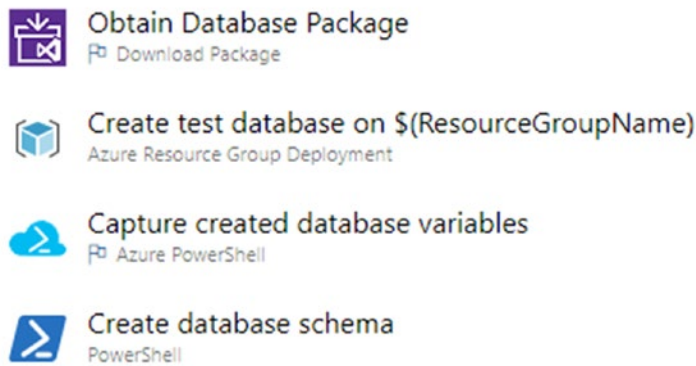 Obtain Database Package
Download Package
Create test database on $(ResourceGroupName)
Azure Resource Group Deployment
Capture created database variables
Azure PowerShell
Create database schema
PowerShell